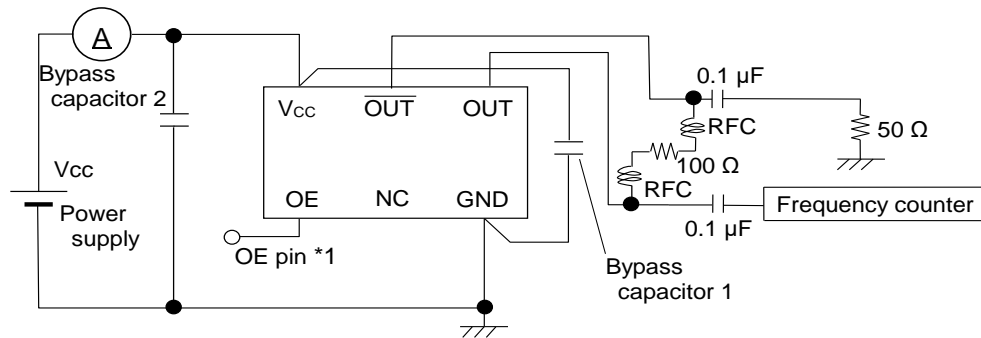 A
Bypass
capacitor 2
Vcc
Power
supply
VCC
OUT
OUT
OE
NC
GND
OE pin *1
0.1 µF
RFC
50 Ω
100 Ω
RFC
Frequency counter
0.1 µF
Bypass
capacitor 1